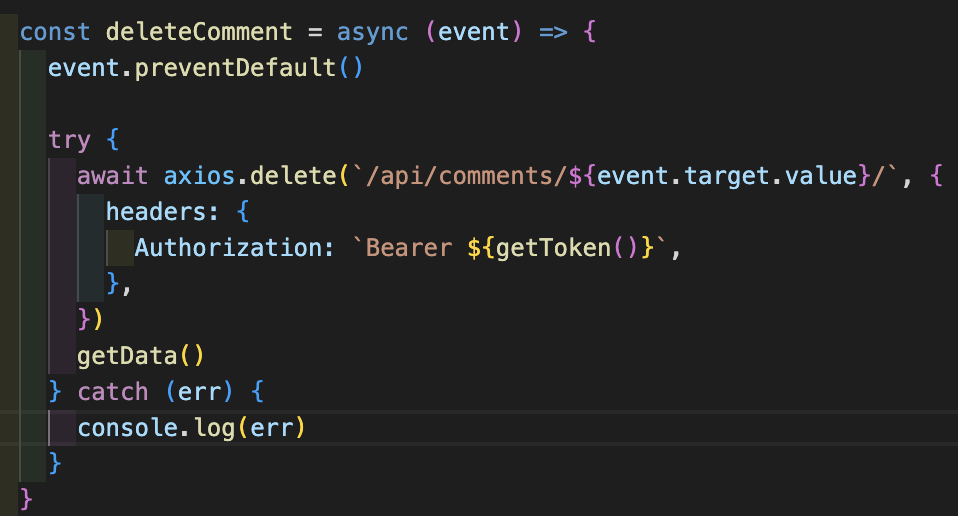 const deleteComment = async (event) => {
event.preventDefault()
try {
await axios.delete(`/api/comments/${event.target.value}/`, {
headers: {
Authorization: `Bearer ${getToken()}`,
},
})
getData()
} catch (err) {
console.log(err)
}
}